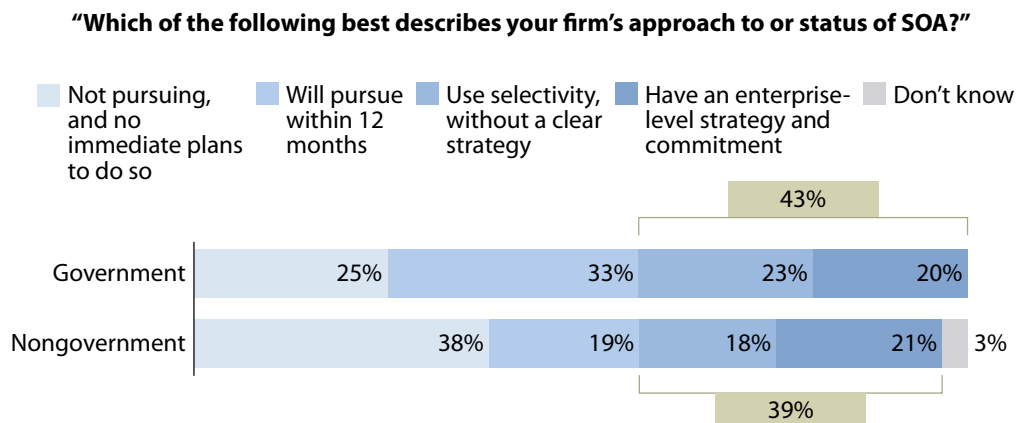 “Which of the following best describes your firm’s approach to or status of SOA?”
Not pursuing,
and no
immediate plans
to do so
Will pursue
within 12
months
Use selectivity,
without a clear
strategy
Have an enterprise-
level strategy and
commitment
Don’t know
43%
Government 25% 33% 23% 20%
Nongovernment 38% 19% 18% 21% 3%
39%